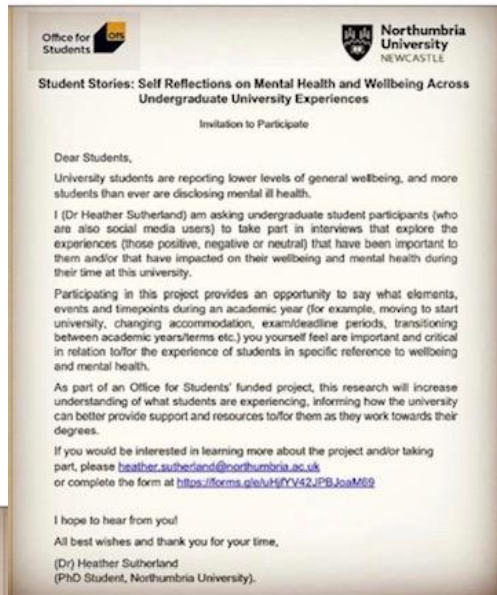 Office for
Students
OfS
Northumbria
University
NEWCASTLE
Student Stories: Self Reflections on Mental Health and Wellbeing Across
Undergraduate University Experiences
Invitation to Participate
Dear Students,
University students are reporting lower levels of general wellbeing, and more
students than ever are disclosing mental ill health.
I (Dr Heather Sutherland) am asking undergraduate student participants (who
are also social media users) to take part in interviews that explore the
experiences (those positive, negative or neutral) that have been important to
them and/or that have impacted on their wellbeing and mental health during
their time at this university.
Participating in this project provides an opportunity to say what elements,
events and timepoints during an academic year (for example, moving to start
university, changing accommodation, exam/deadline periods, transitioning
between academic years/terms etc.) you yourself feel are important and critical
in relation to/for the experience of students in specific reference to wellbeing
and mental health.
As part of an Office for Students' funded project, this research will increase
understanding of what students are experiencing, informing how the university
can better provide support and resources to/for them as they work towards their
degrees.
If you would be interested in learning more about the project and/or taking
part, please heather.sutherland@northumbria.ac.uk
or complete the form at
I hope to hear from you!
All best wishes and thank you for your time,
(Dr) Heather Sutherland
(PhD Student, Northumbria University).